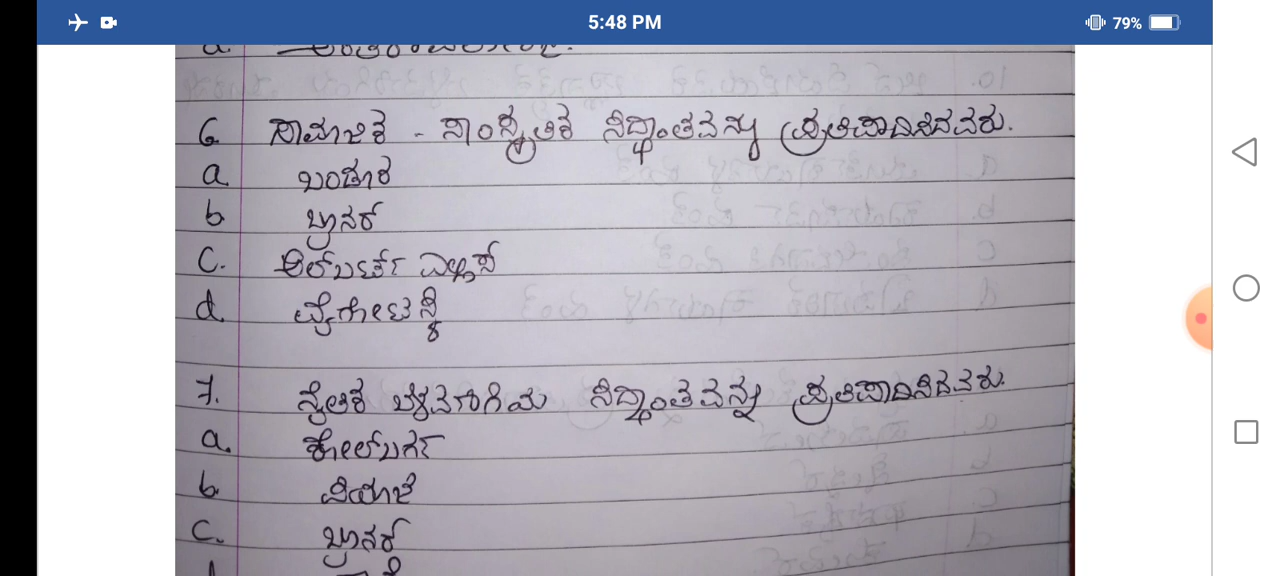 5:48 PM
79%
6. ಸಾಮಾಜಿಕ - ಸಾಂಸ್ಕೃತಿಕ ಸಿದ್ಧಾಂತವನ್ನು ಪ್ರತಿಪಾದಿಸಿದವರು.
a. ಬಂಡೂರ
b ಬ್ರೂನರ್
C. ಆಲ್ಬರ್ಟ್ ಎಲ್ಲಿಸ್
d. ವೈಗೋಟಸ್ಕಿ
7. ನೈತಿಕ ಬೆಳವಣಿಗೆಯ ಸಿದ್ಧಾಂತವನ್ನು ಪ್ರತಿಪಾದಿಸಿದವರು.
a. ಕೋಲ್ಬರ್ಗ್
b. ಪಿಯಾಜೆ
C. ಬ್ರೂನರ್